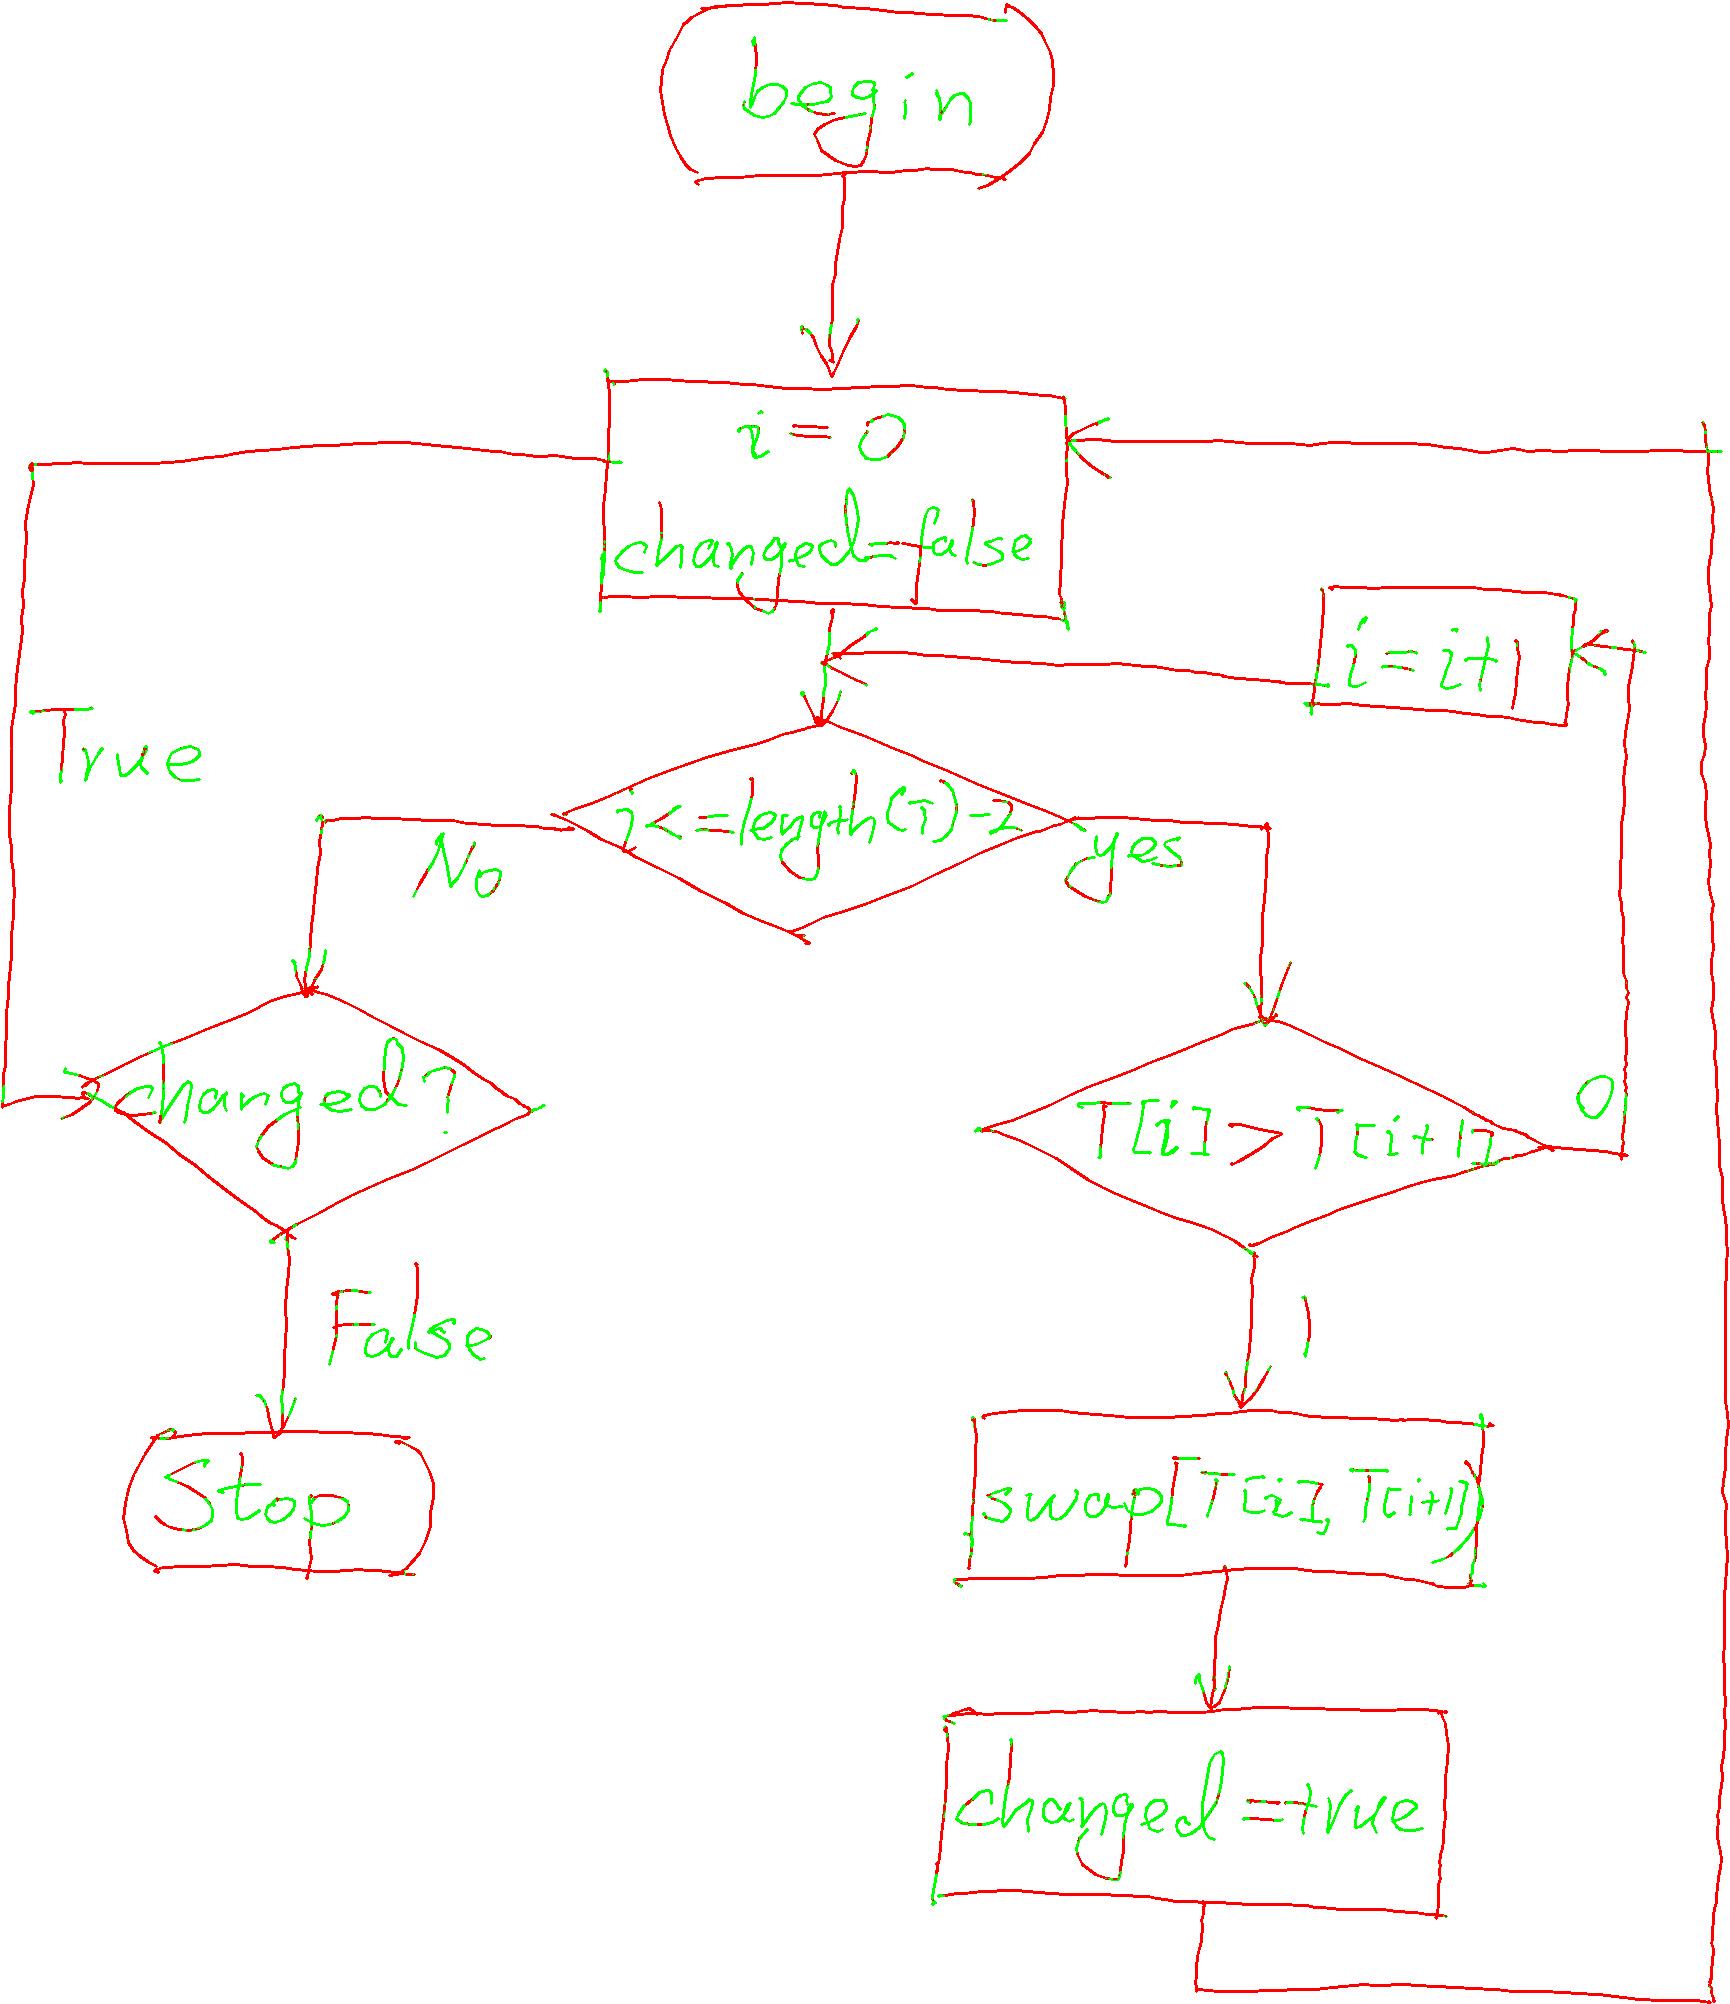 begin
i = 0
changed=false
i=i+1
True
i<=length(T)-2
No
yes
changed?
T[i]>T[i+1]
0
False
1
Stop
swap[T[i],T[i+1])
changed=true